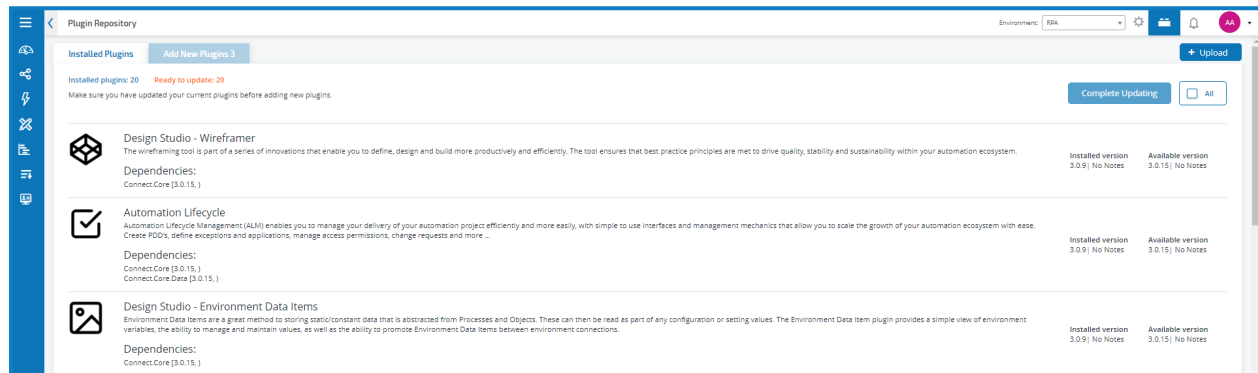 Plugin Repository
Environment: RPA
AA
Installed Plugins
Add New Plugins 3
+ Upload
Installed plugins: 20 Ready to update: 20
Make sure you have updated your current plugins before adding new plugins.
Complete Updating
All
Design Studio - Wireframer
The wireframing tool is part of a series of innovations that enable you to define, design and build more productively and efficiently. The tool ensures that best practice principles are met to drive quality, stability and sustainability within your automation ecosystem.
Dependencies:
Connect.Core [3.0.15, )
Installed version
3.0.9| No Notes
Available version
3.0.15| No Notes
Automation Lifecycle
Automation Lifecycle Management (ALM) enables you to manage your delivery of your automation project efficiently and more easily, with simple to use interfaces and management mechanics that allow you to scale the growth of your automation ecosystem with ease.
Create PDD's, define exceptions and applications, manage access permissions, change requests and more ...
Dependencies:
Connect.Core [3.0.15, )
Connect.Core.Data [3.0.15, )
Installed version
3.0.9| No Notes
Available version
3.0.15| No Notes
Design Studio - Environment Data Items
Environment Data Items are a great method to storing static/constant data that is abstracted from Processes and Objects. These can then be read as part of any configuration or setting values. The Environment Data Item plugin provides a simple view of environment
variables, the ability to manage and maintain values, as well as the ability to promote Environment Data Items between environment connections.
Dependencies:
Connect.Core [3.0.15, )
Installed version
3.0.9| No Notes
Available version
3.0.15| No Notes